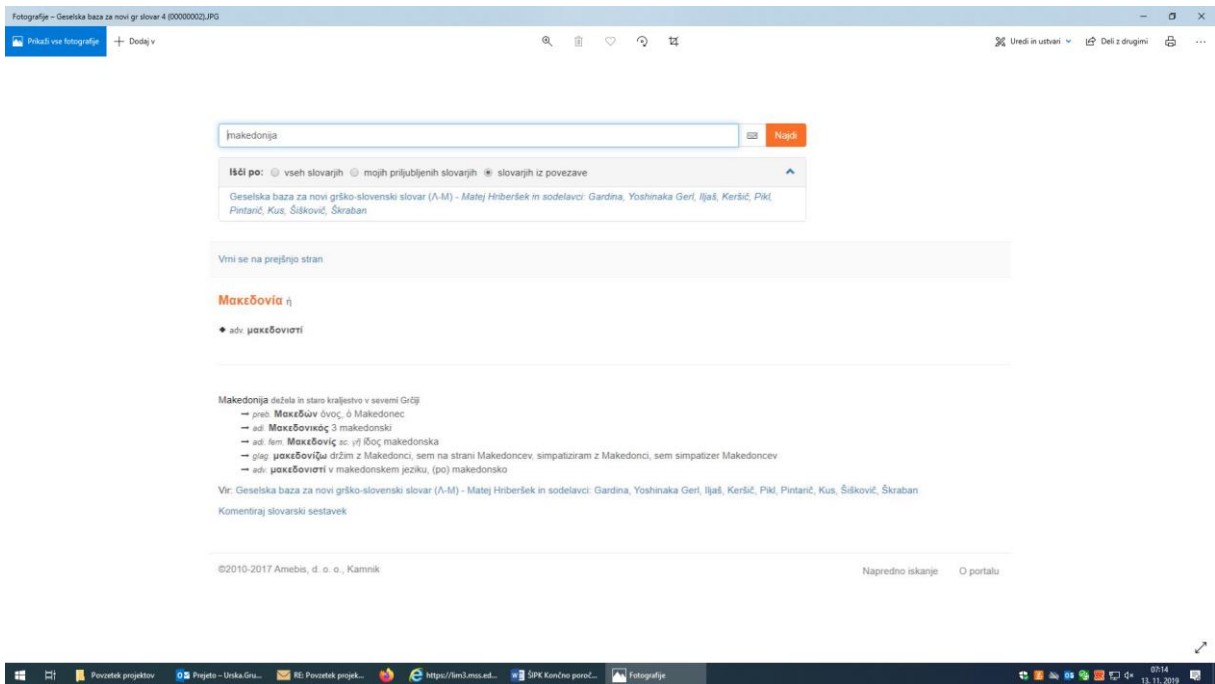 Fotografije – Geselska baza za novi gr slovar 4 (00000002).JPG
Prikaži vse fotografije
Dodaj v
Uredi in ustvari
Deli z drugimi
makedonija
Najdi
Išči po: vseh slovarjih mojih priljubljenih slovarjih slovarjih iz povezave
Geselska baza za novi grško-slovenski slovar (Λ-M) - Matej Hriberšek in sodelavci: Gardina, Yoshinaka Gerl, Iljaš, Keršič, Pikl,
Pintarič, Kus, Šiškovič, Škraban
Vrni se na prejšnjo stran
Μακεδονία ἡ
◆ adv. μακεδονιστί
Makedonija dežela in staro kraljestvo v severni Grčiji
→ preb. Μακεδών όνος, ὁ Makedonec
→ adi. Μακεδονικός 3 makedonski
→ adi. fem. Μακεδονίς sc. γῆ ίδος makedonska
→ glag. μακεδονίζω držim z Makedonci, sem na strani Makedoncev, simpatiziram z Makedonci, sem simpatizer Makedoncev
→ adv. μακεδονιστί v makedonskem jeziku, (po) makedonsko
Vir: Geselska baza za novi grško-slovenski slovar (Λ-M) - Matej Hriberšek in sodelavci: Gardina, Yoshinaka Gerl, Iljaš, Keršič, Pikl, Pintarič, Kus, Šiškovič, Škraban
Komentiraj slovarski sestavek
©2010-2017 Amebis, d. o. o., Kamnik
Napredno iskanje O portalu
Povzetek projektov
Prejeto – Urska.Gru...
RE: Povzetek projek...
https://lim3.mss.ed...
ŠIPK Končno poroč...
Fotografije
07:14
13. 11. 2019